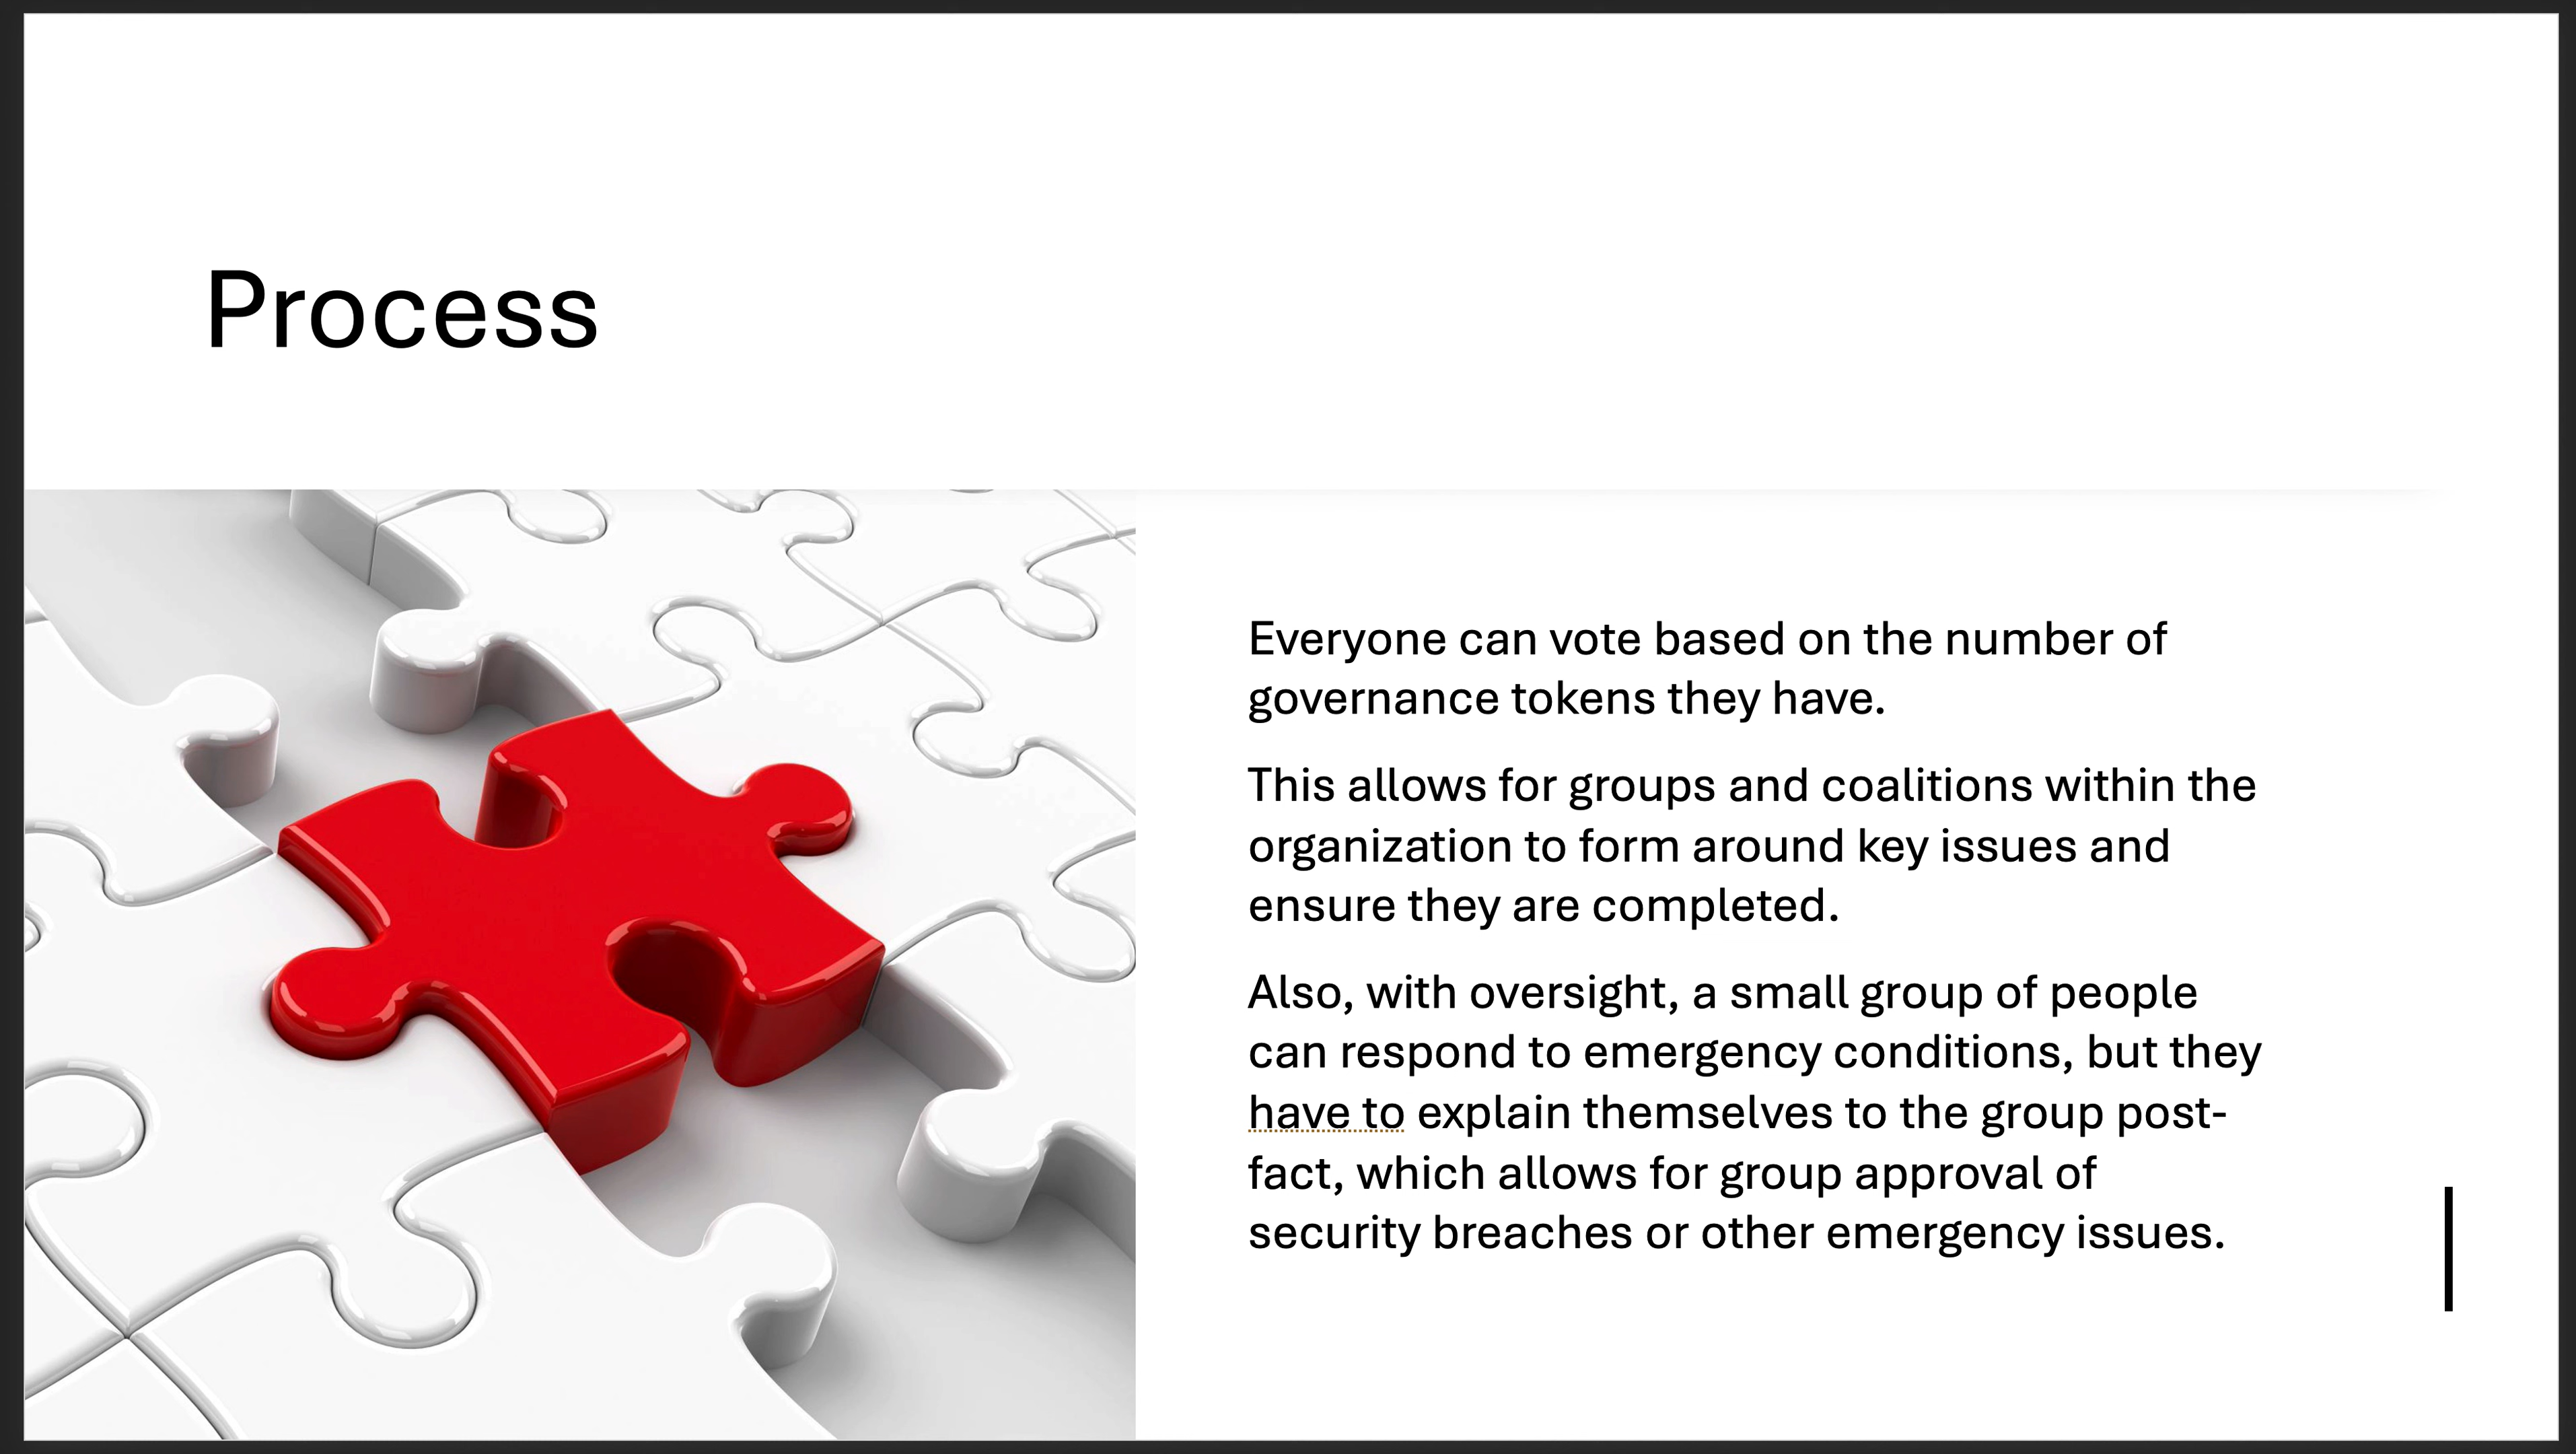 Process
Everyone can vote based on the number of
governance tokens they have.
This allows for groups and coalitions within the
organization to form around key issues and
ensure they are completed.
Also, with oversight, a small group of people
can respond to emergency conditions, but they
have to explain themselves to the group post-
fact, which allows for group approval of
security breaches or other emergency issues.